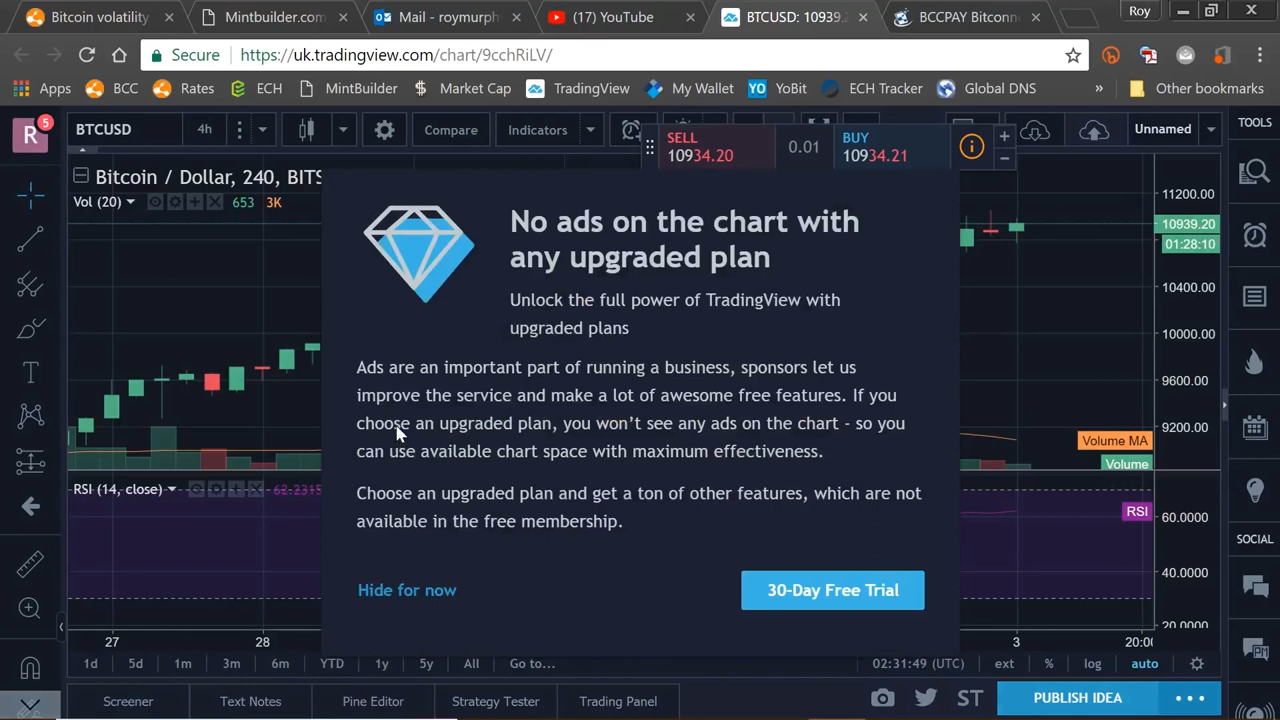 Bitcoin volatility
Mintbuilder.com
Mail - roymurph
(17) YouTube
BTCUSD: 10939.2
BCCPAY Bitconn
Roy
Secure
https://uk.tradingview.com/chart/9cchRiLV/
Apps
BCC
Rates
ECH
MintBuilder
Market Cap
TradingView
My Wallet
YO
YoBit
ECH Tracker
Global DNS
»
Other bookmarks
R
5
BTCUSD
4h
Compare
Indicators
SELL
10934.20
0.01
BUY
10934.21
Unnamed
TOOLS
Bitcoin / Dollar, 240, BITS
Vol (20)
653
3K
No ads on the chart with
any upgraded plan
Unlock the full power of TradingView with
upgraded plans
Ads are an important part of running a business, sponsors let us
improve the service and make a lot of awesome free features. If you
choose an upgraded plan, you won’t see any ads on the chart - so you
can use available chart space with maximum effectiveness.
Choose an upgraded plan and get a ton of other features, which are not
available in the free membership.
Hide for now
30-Day Free Trial
11200.00
10939.20
01:28:10
10400.00
10000.00
9600.00
9200.00
Volume MA
Volume
RSI (14, close)
62.2315
RSI
60.0000
40.0000
20.0000
SOCIAL
27
28
3
20:00
1d
5d
1m
3m
6m
YTD
1y
5y
All
Go to...
02:31:49 (UTC)
ext
%
log
auto
Screener
Text Notes
Pine Editor
Strategy Tester
Trading Panel
ST
PUBLISH IDEA